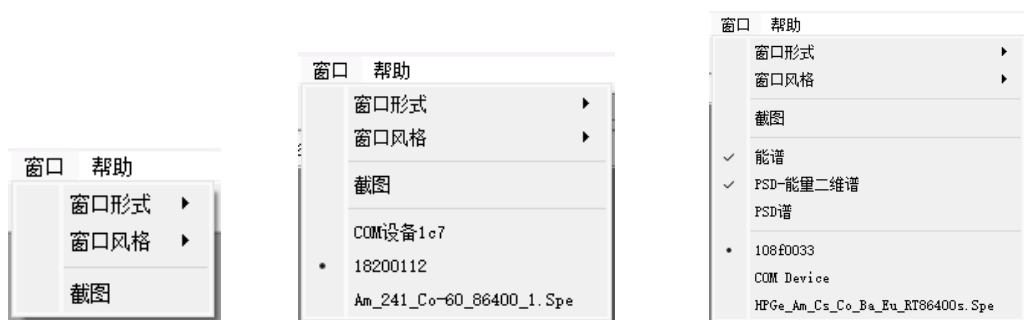 窗口 帮助
窗口形式
窗口风格
截图
窗口 帮助
窗口形式
窗口风格
截图
COM设备1c7
18200112
Am_241_Co-60_86400_1.Spe
窗口 帮助
窗口形式
窗口风格
截图
能谱
PSD-能量二维谱
PSD谱
108f0033
COM Device
HPGe_Am_Cs_Co_Ba_Eu_RT86400s.Spe